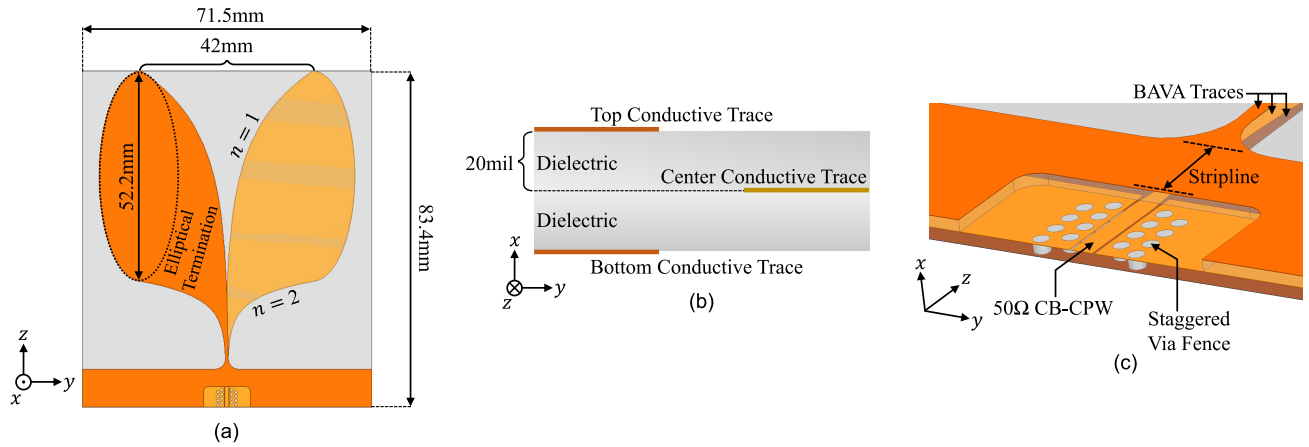 71.5mm
42mm
52.2mm
Elliptical
Termination
n = 1
n = 2
83.4mm
z
x
y
(a)
Top Conductive Trace
20mil
Dielectric
Center Conductive Trace
Dielectric
Bottom Conductive Trace
x
z
y
(b)
BAVA Traces
Stripline
x
z
y
50Ω CB-CPW
Staggered
Via Fence
(c)